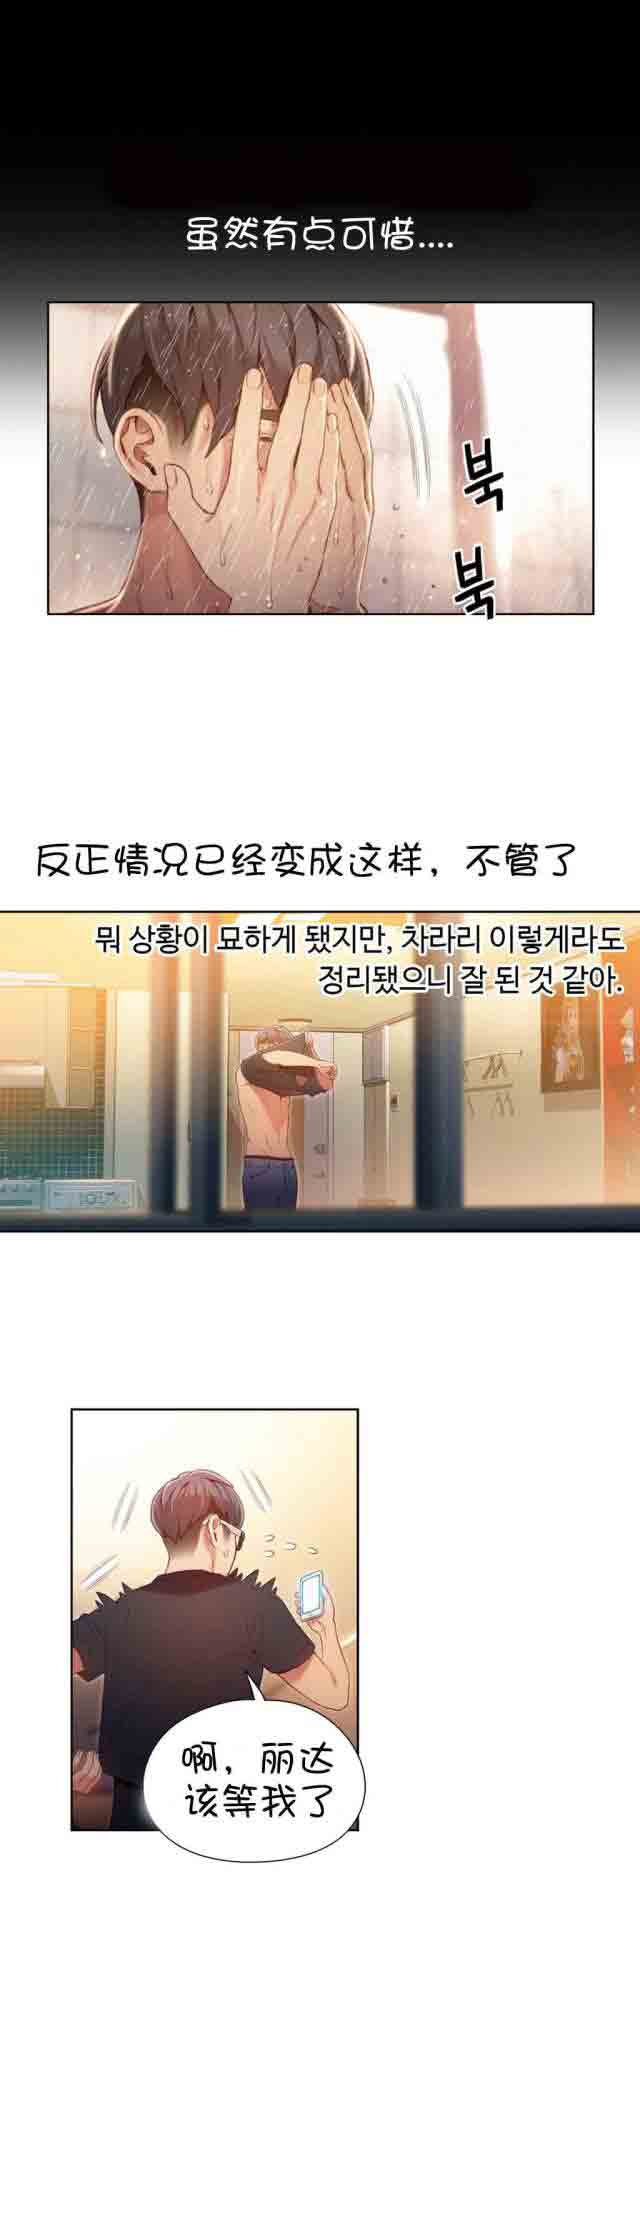 虽然有点可惜....
북
북
反正情况已经变成这样，不管了
뭐 상황이 묘하게 됐지만, 차라리 이렇게라도
정리됐으니 잘 된 것 같아.
啊，丽达
该等我了